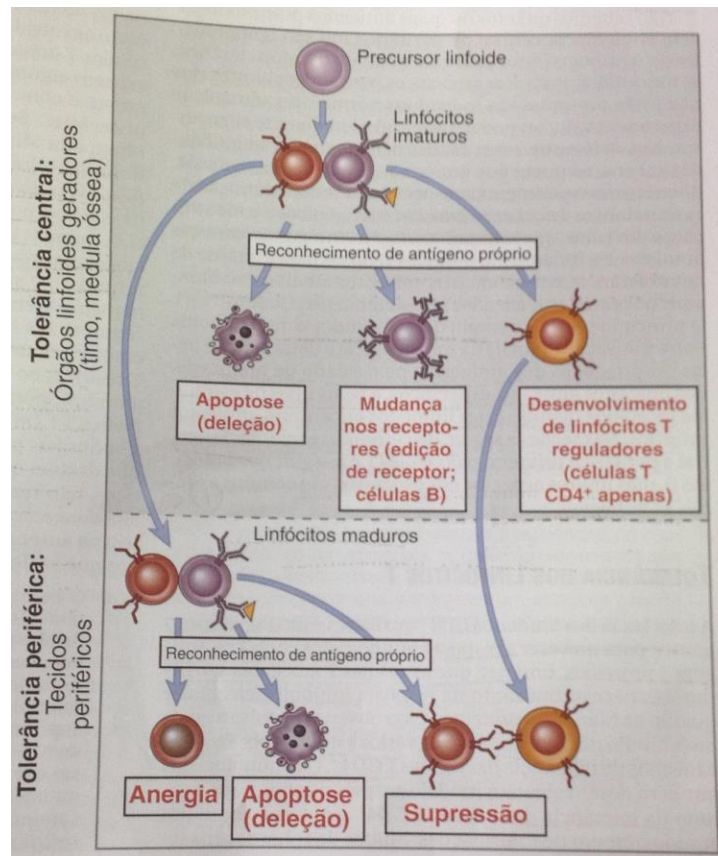 Precursor linfoide
Linfócitos
imaturos
Tolerância central:
Órgãos linfoides geradores
(timo, medula óssea)
Reconhecimento de antígeno próprio
Apoptose
(deleção)
Mudança
nos recepto-
res (edição
de receptor;
células B)
Desenvolvimento
de linfócitos T
reguladores
(células T
CD4⁺ apenas)
Linfócitos maduros
Tolerância periférica:
Tecidos
periféricos
Reconhecimento de antígeno próprio
Anergia
Apoptose
(deleção)
Supressão